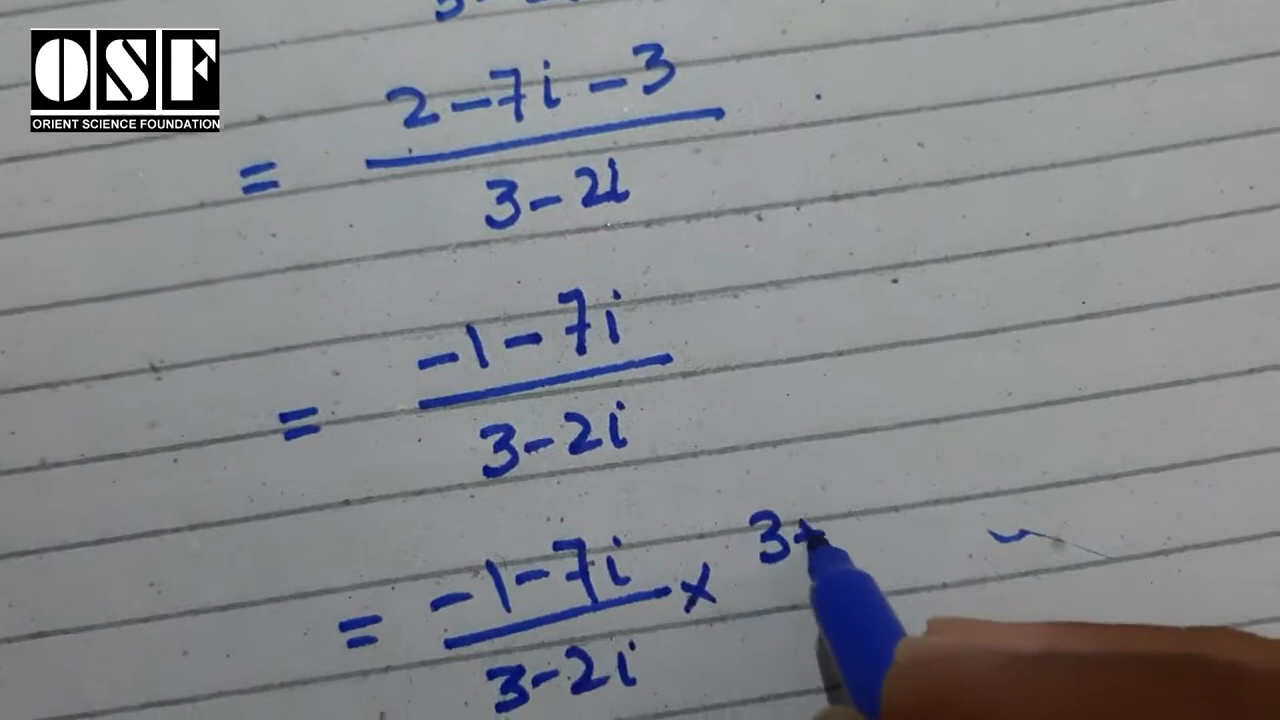 OSF
ORIENT SCIENCE FOUNDATION
2-7i-3
=
3-2i
-1-7i
=
3-2i
-1-7i × 3+
=
3-2i